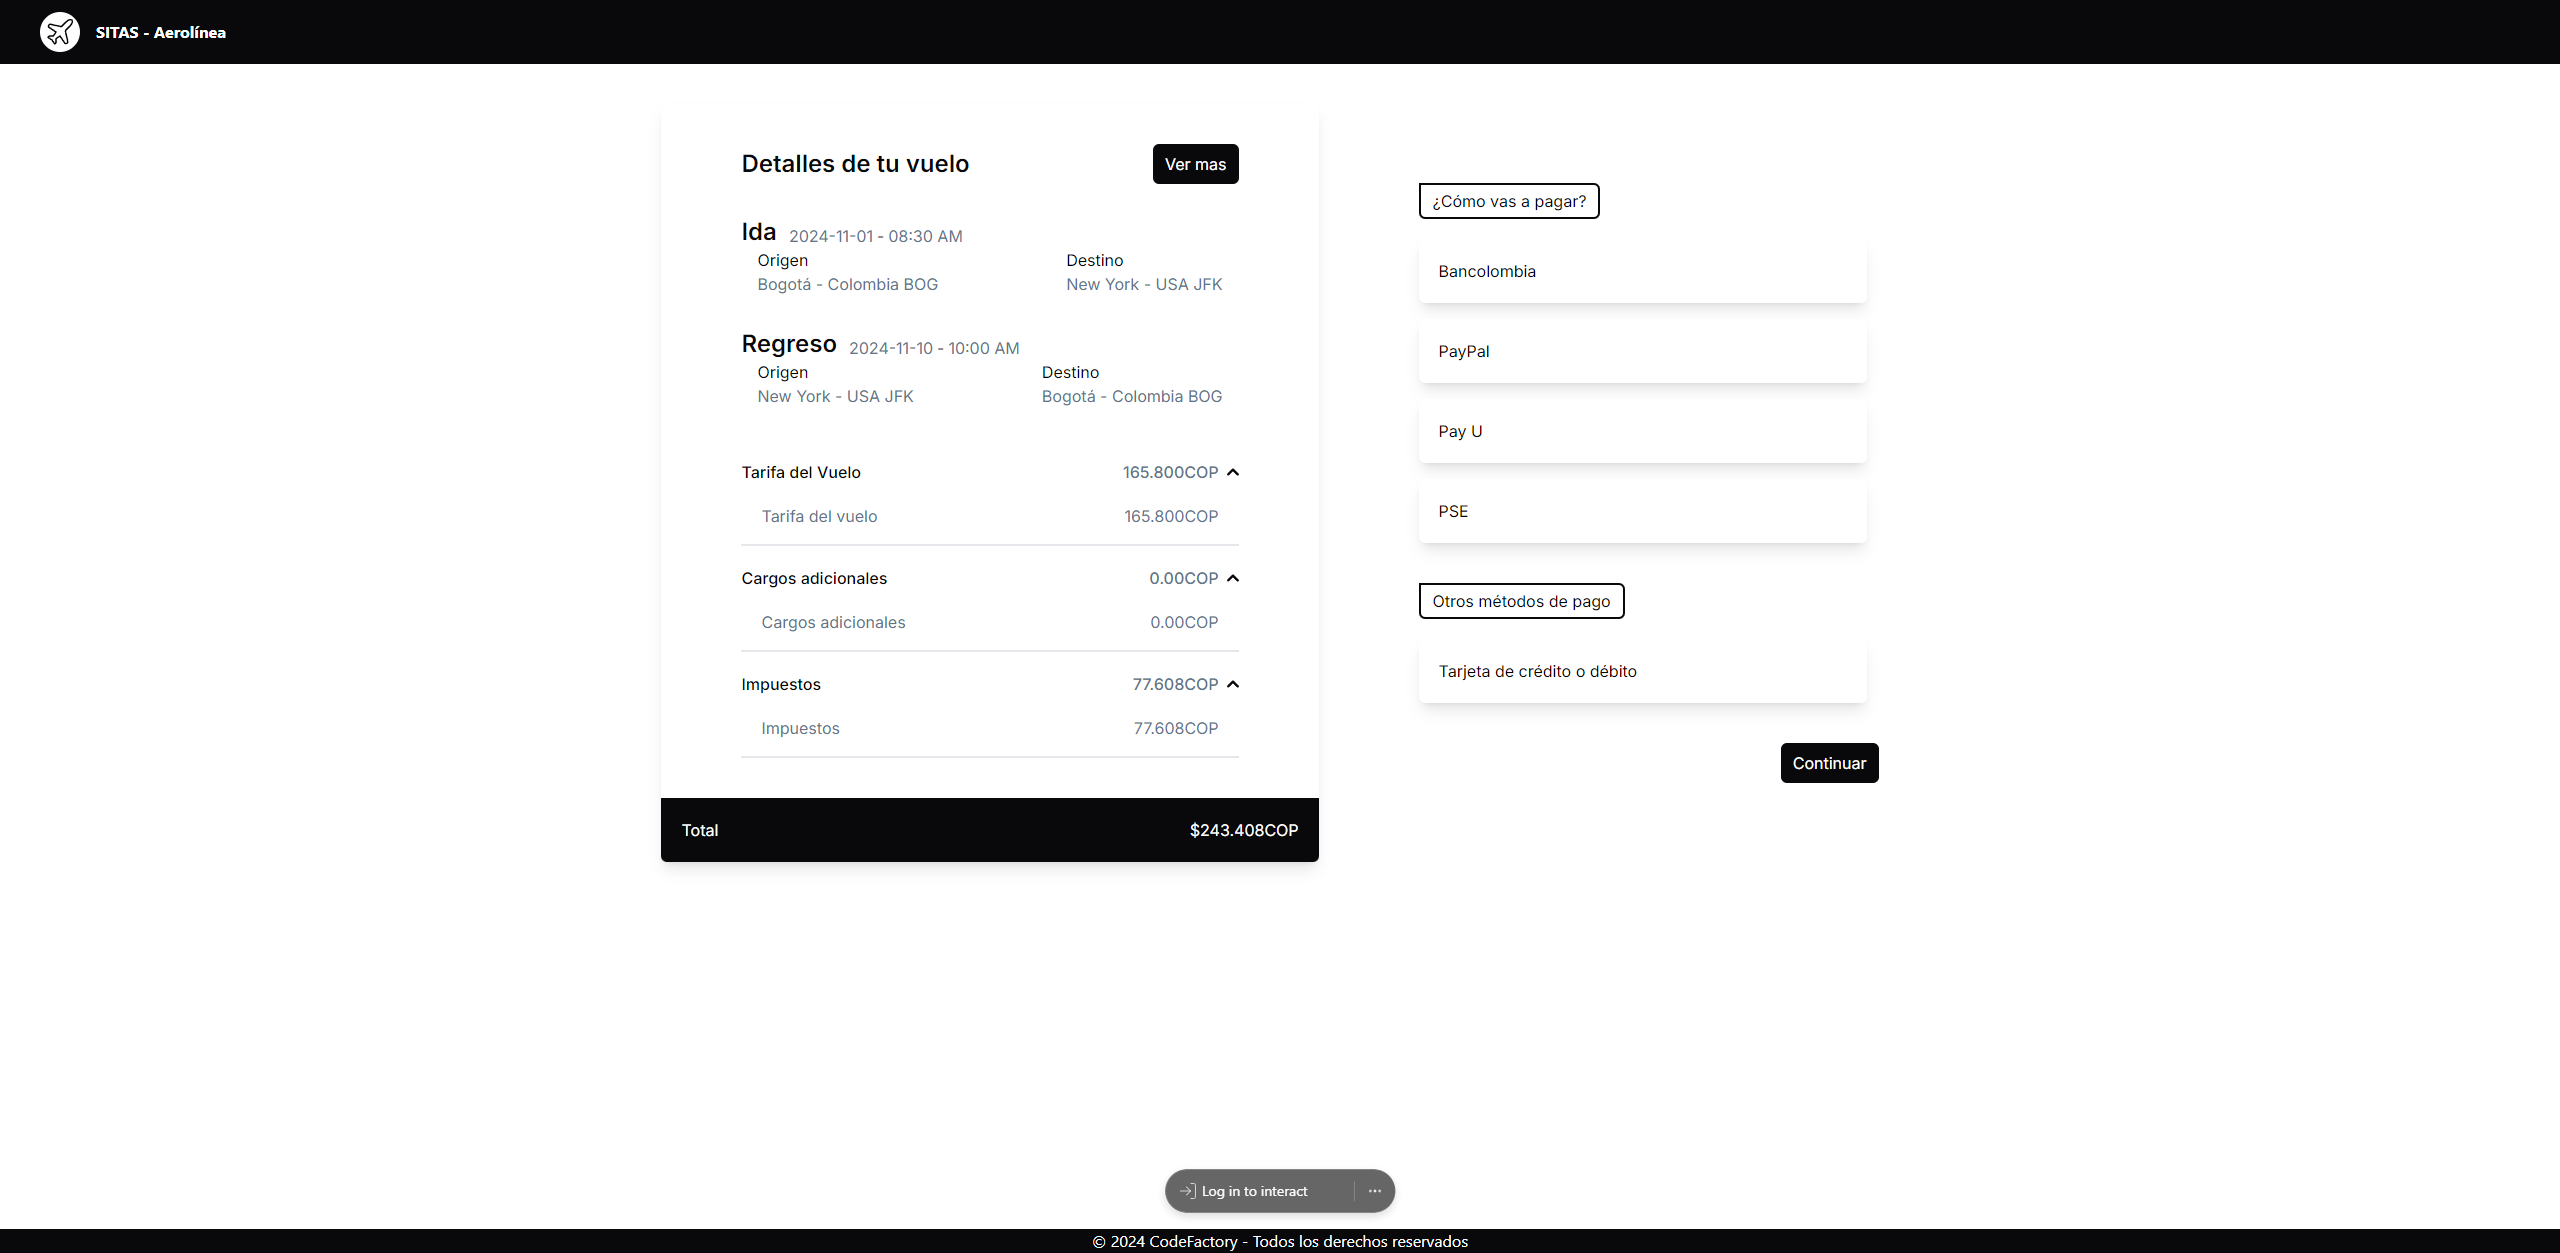 SITAS - Aerolínea
Detalles de tu vuelo
Ver mas
Ida 2024-11-01 - 08:30 AM
Origen Destino
Bogotá - Colombia BOG New York - USA JFK
Regreso 2024-11-10 - 10:00 AM
Origen Destino
New York - USA JFK Bogotá - Colombia BOG
Tarifa del Vuelo 165.800COP
Tarifa del vuelo 165.800COP
Cargos adicionales 0.00COP
Cargos adicionales 0.00COP
Impuestos 77.608COP
Impuestos 77.608COP
Total $243.408COP
¿Cómo vas a pagar?
Bancolombia
PayPal
Pay U
PSE
Otros métodos de pago
Tarjeta de crédito o débito
Continuar
Log in to interact
© 2024 CodeFactory - Todos los derechos reservados